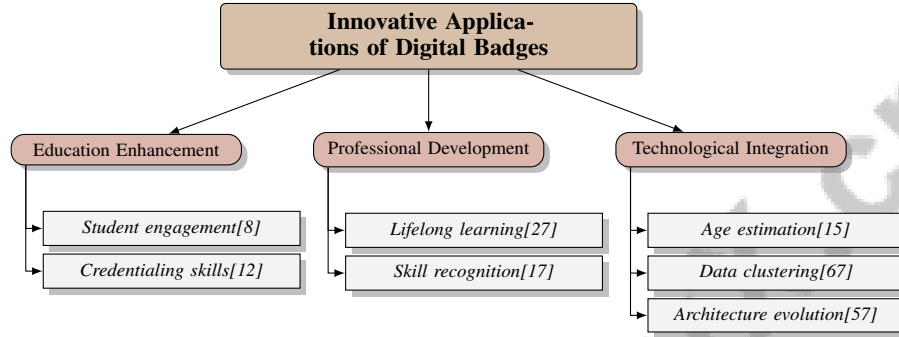 Innovative Applica-
tions of Digital Badges
Education Enhancement
Professional Development
Technological Integration
Student engagement[8]
Credentialing skills[12]
Lifelong learning[27]
Skill recognition[17]
Age estimation[15]
Data clustering[67]
Architecture evolution[57]